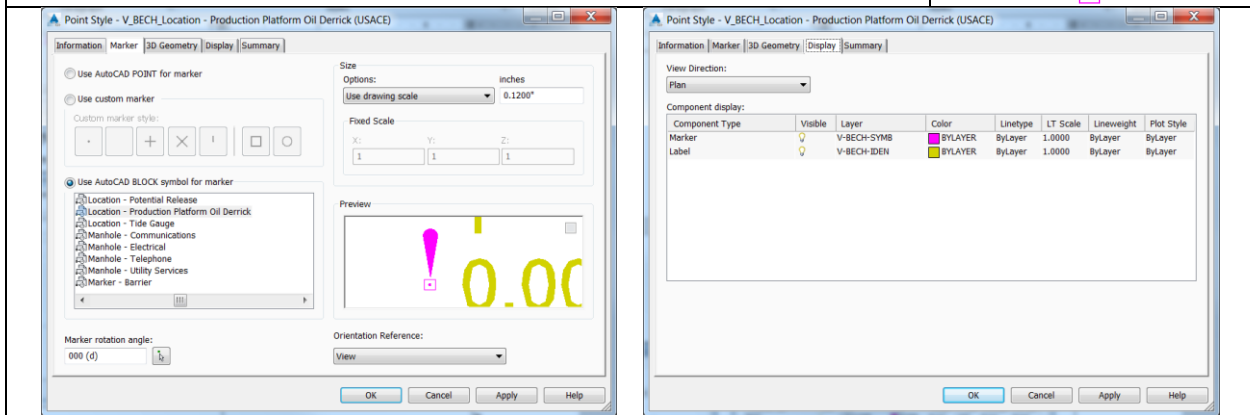 Point Style - V_BECH_Location - Production Platform Oil Derrick (USACE)
Information Marker 3D Geometry Display Summary
Use AutoCAD POINT for marker
Use custom marker
Custom marker style:
Use AutoCAD BLOCK symbol for marker
Location - Potential Release
Location - Production Platform Oil Derrick
Location - Tide Gauge
Manhole - Communications
Manhole - Electrical
Manhole - Telephone
Manhole - Utility Services
Marker - Barrier
Marker rotation angle:
000 (d)
Size
Options: inches
Use drawing scale 0.1200"
Fixed Scale
X: Y: Z:
1 1 1
Preview
0.00
Orientation Reference:
View
OK Cancel Apply Help
Point Style - V_BECH_Location - Production Platform Oil Derrick (USACE)
Information Marker 3D Geometry Display Summary
View Direction:
Plan
Component display:
Component Type Visible Layer Color Linetype LT Scale Lineweight Plot Style
Marker V-BECH-SYMB BYLAYER ByLayer 1.0000 ByLayer ByLayer
Label V-BECH-IDEN BYLAYER ByLayer 1.0000 ByLayer ByLayer
OK Cancel Apply Help